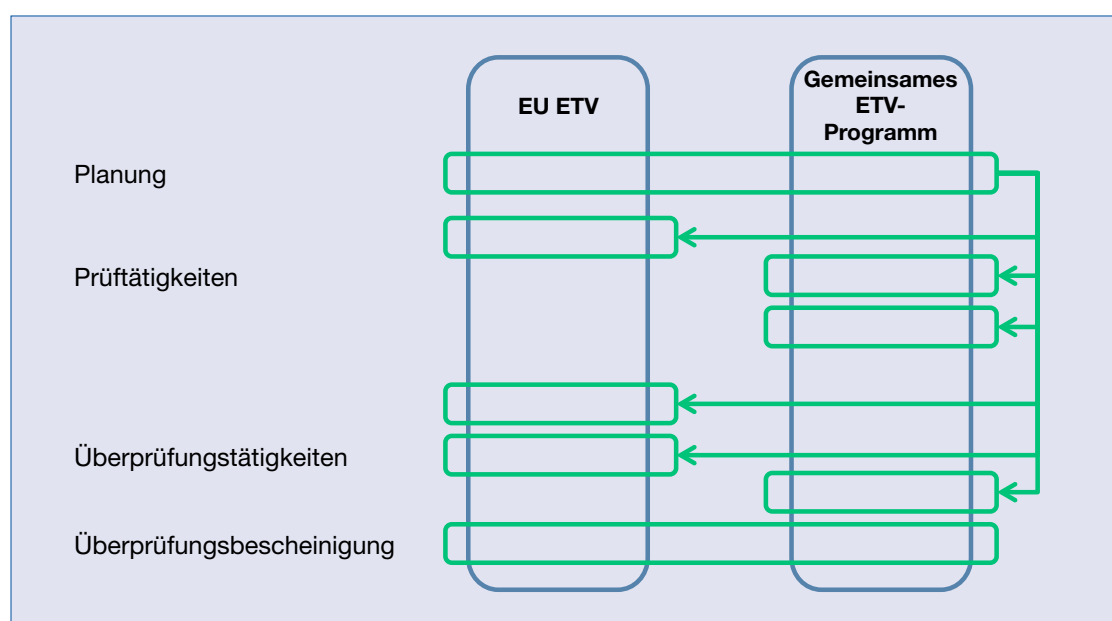 EU ETV
Gemeinsames
ETV-
Programm
Planung
Prüftätigkeiten
Überprüfungstätigkeiten
Überprüfungsbescheinigung